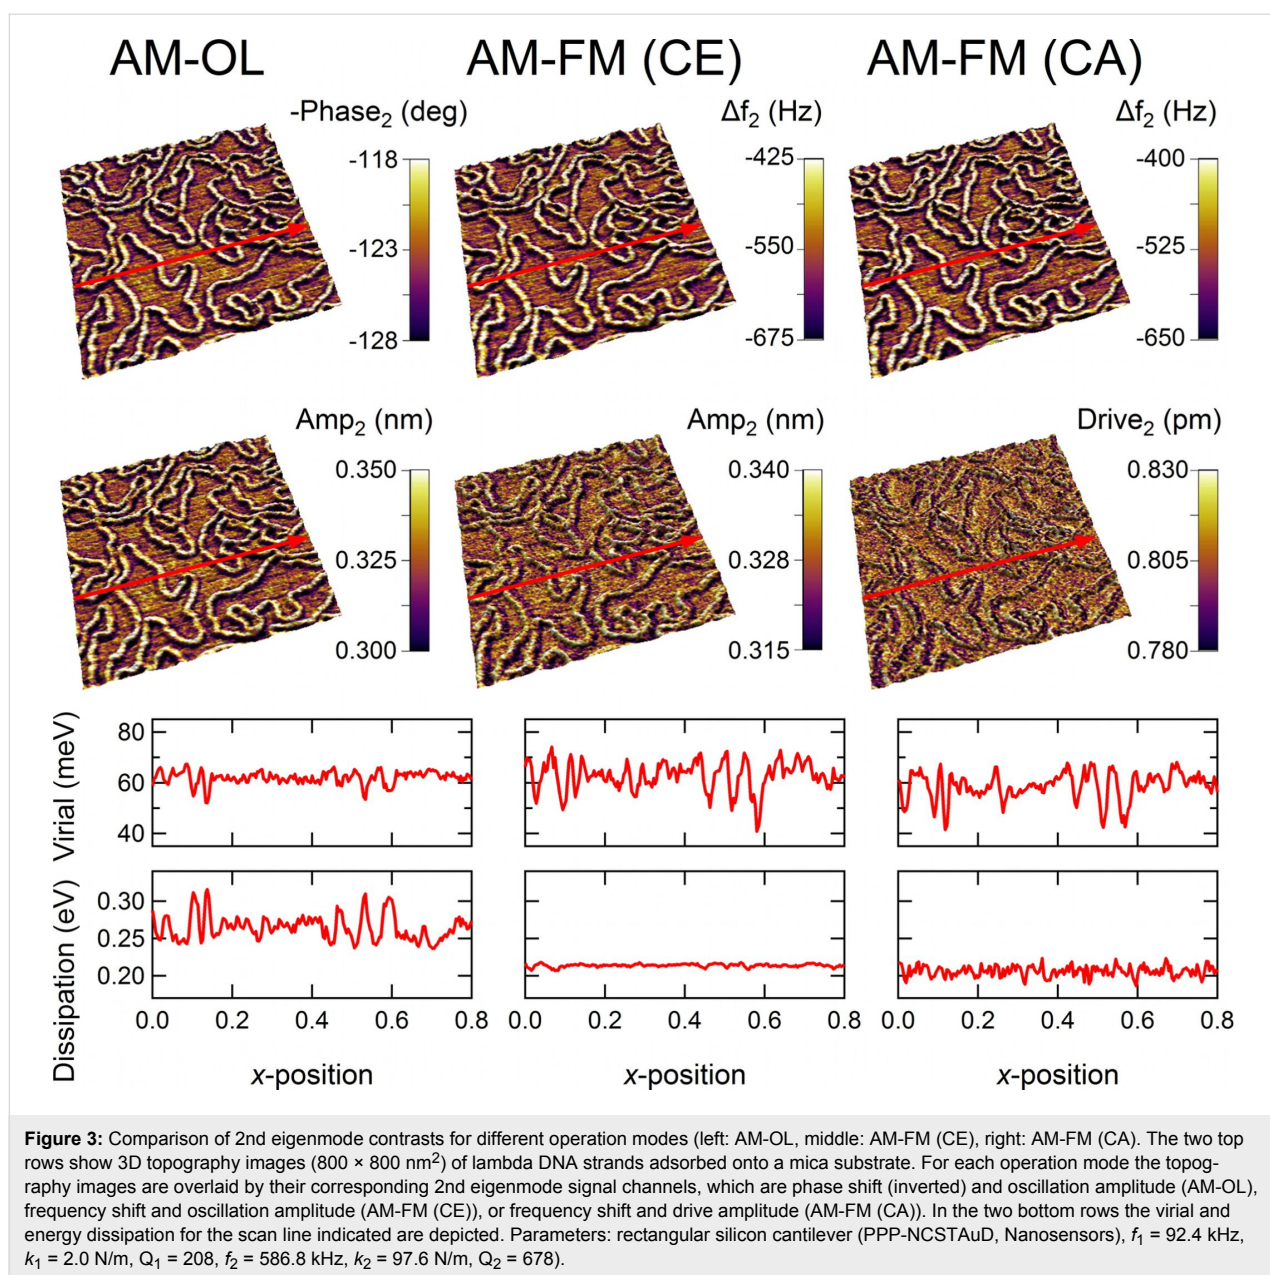 AM-OL
AM-FM (CE)
AM-FM (CA)
-Phase₂ (deg)
-118
-123
-128
Δf₂ (Hz)
-425
-550
-675
Δf₂ (Hz)
-400
-525
-650
Amp₂ (nm)
0.350
0.325
0.300
Amp₂ (nm)
0.340
0.328
0.315
Drive₂ (pm)
0.830
0.805
0.780
Virial (meV)
80
60
40
Dissipation (eV)
0.30
0.25
0.20
0.0 0.2 0.4 0.6 0.8
0.0 0.2 0.4 0.6 0.8
0.0 0.2 0.4 0.6 0.8
x-position
x-position
x-position
Figure 3: Comparison of 2nd eigenmode contrasts for different operation modes (left: AM-OL, middle: AM-FM (CE), right: AM-FM (CA). The two top
rows show 3D topography images (800 × 800 nm²) of lambda DNA strands adsorbed onto a mica substrate. For each operation mode the topog-
raphy images are overlaid by their corresponding 2nd eigenmode signal channels, which are phase shift (inverted) and oscillation amplitude (AM-OL),
frequency shift and oscillation amplitude (AM-FM (CE)), or frequency shift and drive amplitude (AM-FM (CA)). In the two bottom rows the virial and
energy dissipation for the scan line indicated are depicted. Parameters: rectangular silicon cantilever (PPP-NCSTAuD, Nanosensors), f₁ = 92.4 kHz,
k₁ = 2.0 N/m, Q₁ = 208, f₂ = 586.8 kHz, k₂ = 97.6 N/m, Q₂ = 678).